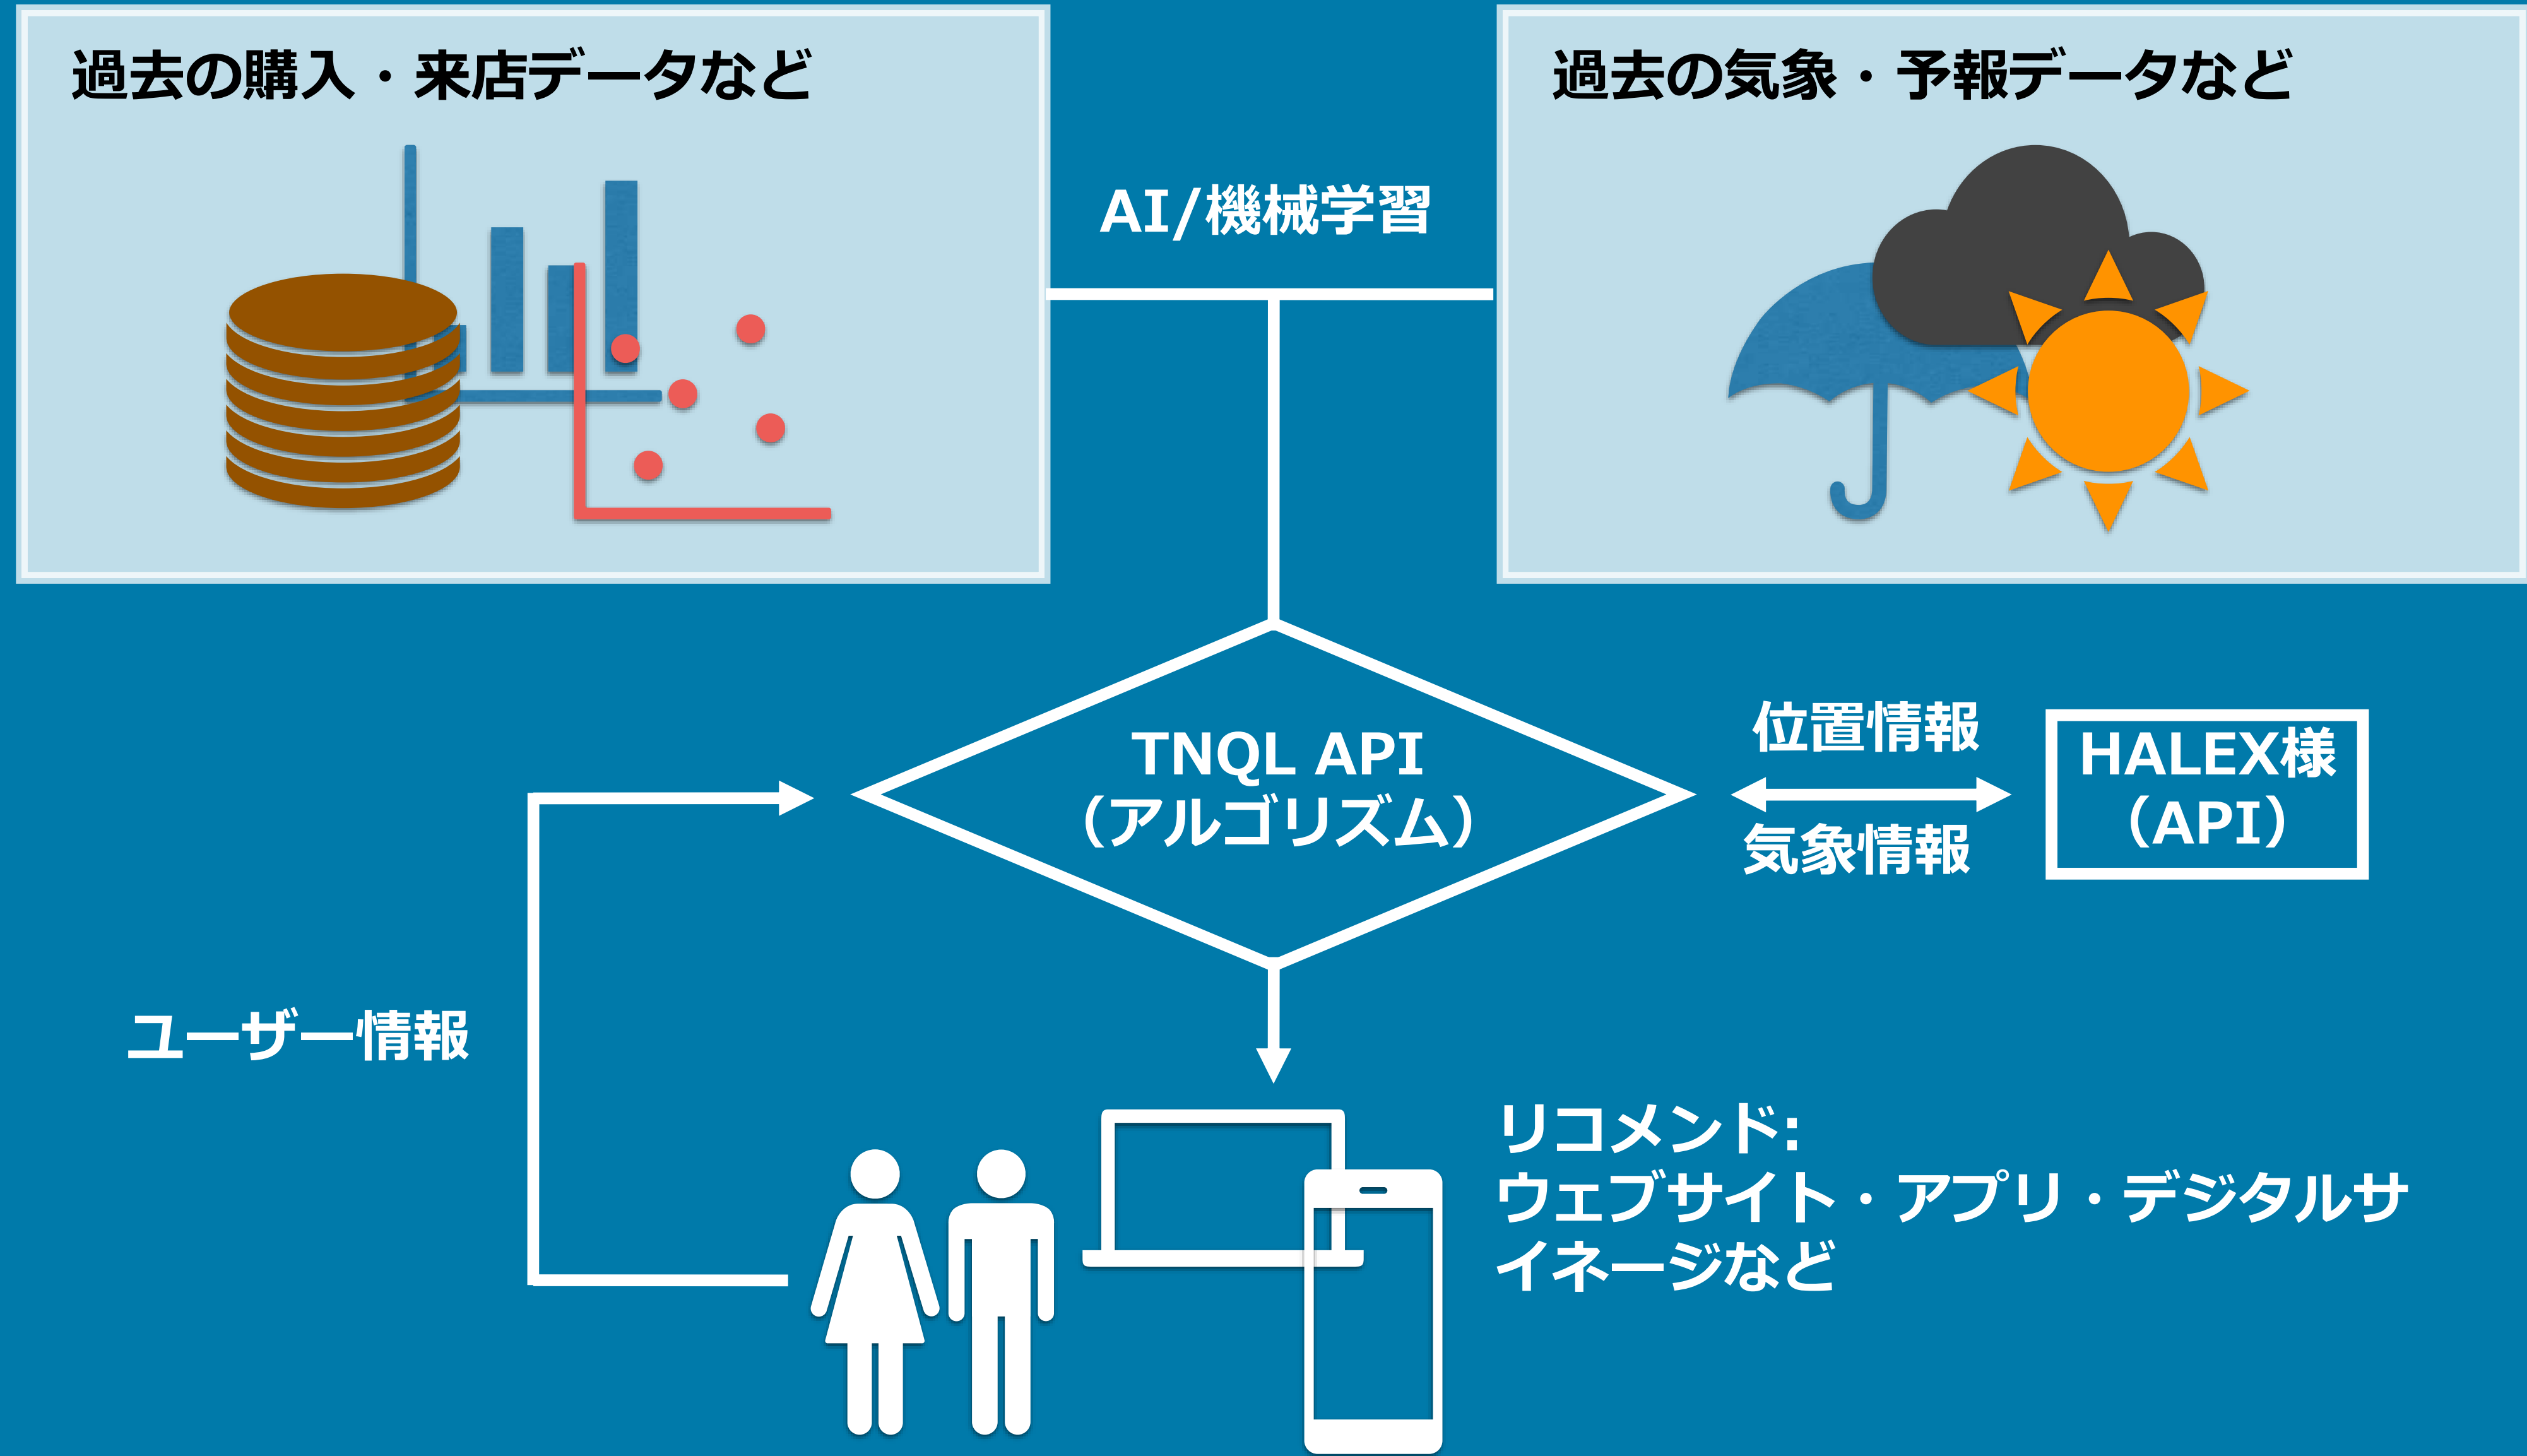 過去の購入・来店データなど
過去の気象・予報データなど
AI/機械学習
TNQL API
（アルゴリズム）
位置情報
気象情報
HALEX様
（API）
ユーザー情報
リコメンド:
ウェブサイト・アプリ・デジタルサ
イネージなど